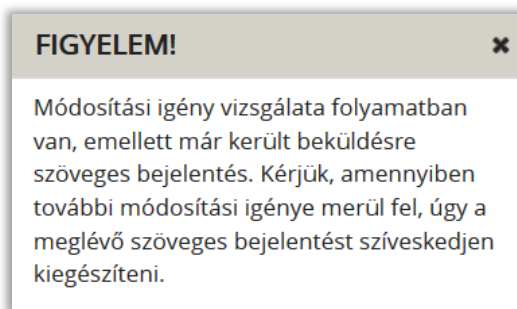 FIGYELEM!
Módosítási igény vizsgálata folyamatban
van, emellett már került beküldésre
szöveges bejelentés. Kérjük, amennyiben
további módosítási igénye merül fel, úgy a
meglévő szöveges bejelentést szíveskedjen
kiegészíteni.